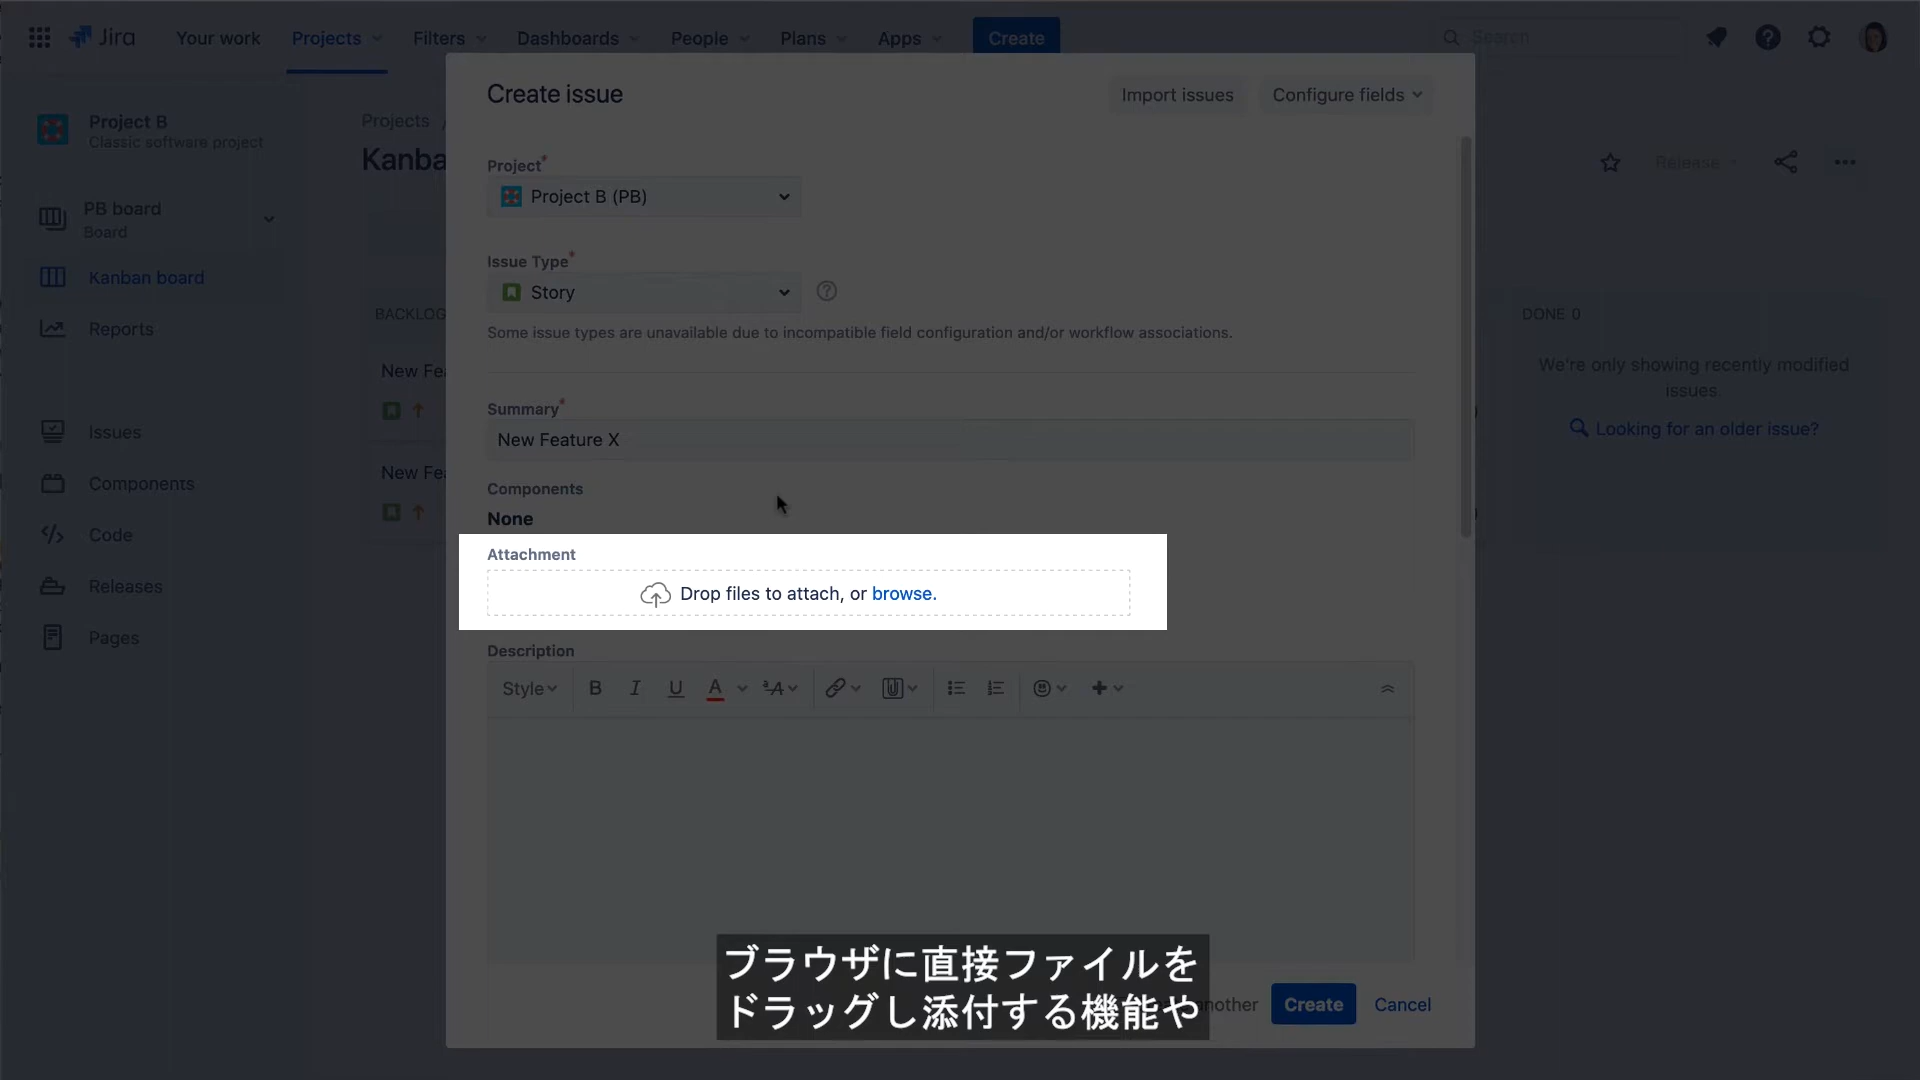 Jira
Your work
Projects
Filters
Dashboards
People
Plans
Apps
Create
Search
Project B
Classic software project
PB board
Board
Kanban board
Reports
Issues
Components
Code
Releases
Pages
Projects /
Kanba
BACKLOG
New Fea
New Fea
Release
DONE 0
We're only showing recently modified
issues.
Looking for an older issue?
Create issue
Import issues
Configure fields
Project*
Project B (PB)
Issue Type*
Story
Some issue types are unavailable due to incompatible field configuration and/or workflow associations.
Summary*
New Feature X
Components
None
Attachment
Drop files to attach, or browse.
Description
Style
Create
Cancel
ブラウザに直接ファイルを
ドラッグし添付する機能や